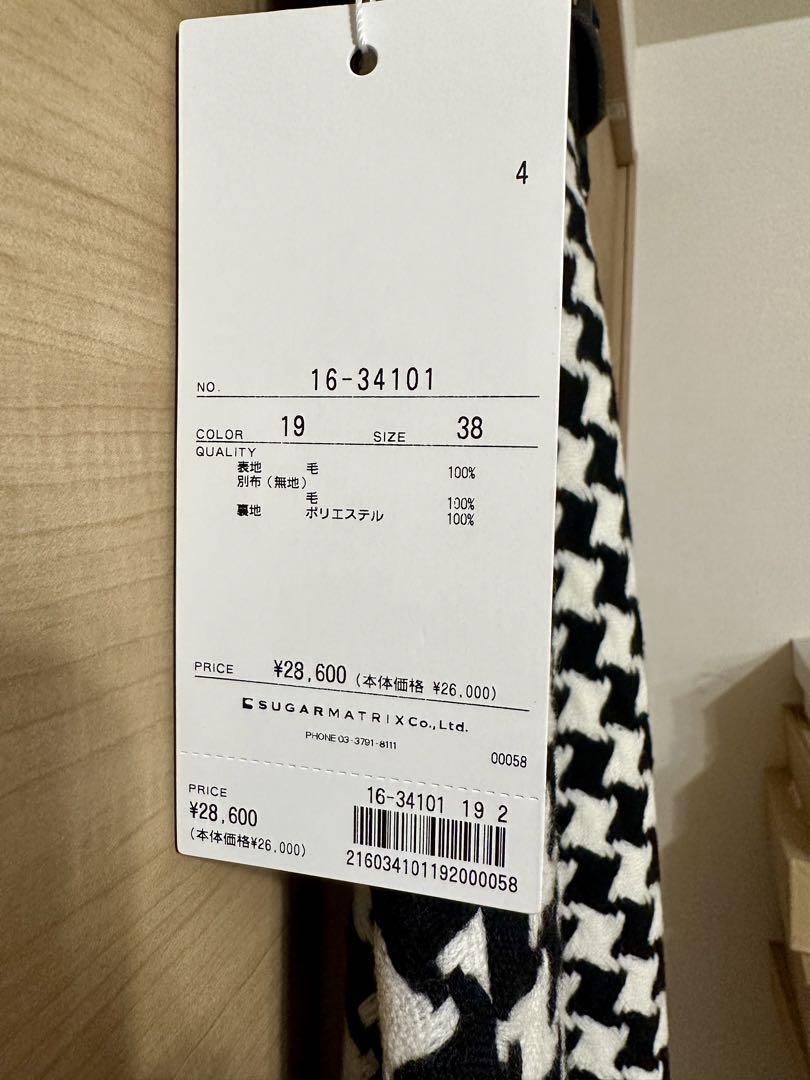 4
NO. 16-34101
COLOR 19 SIZE 38
QUALITY
表地 毛 100%
別布(無地)
毛 100%
裏地 ポリエステル 100%
PRICE ¥28,600 (本体価格 ¥26,000)
SUGARMATRIX Co.,Ltd.
PHONE 03-3791-8111
00058
PRICE
¥28,600
(本体価格¥26,000)
16-34101 19 2
216034101192000058